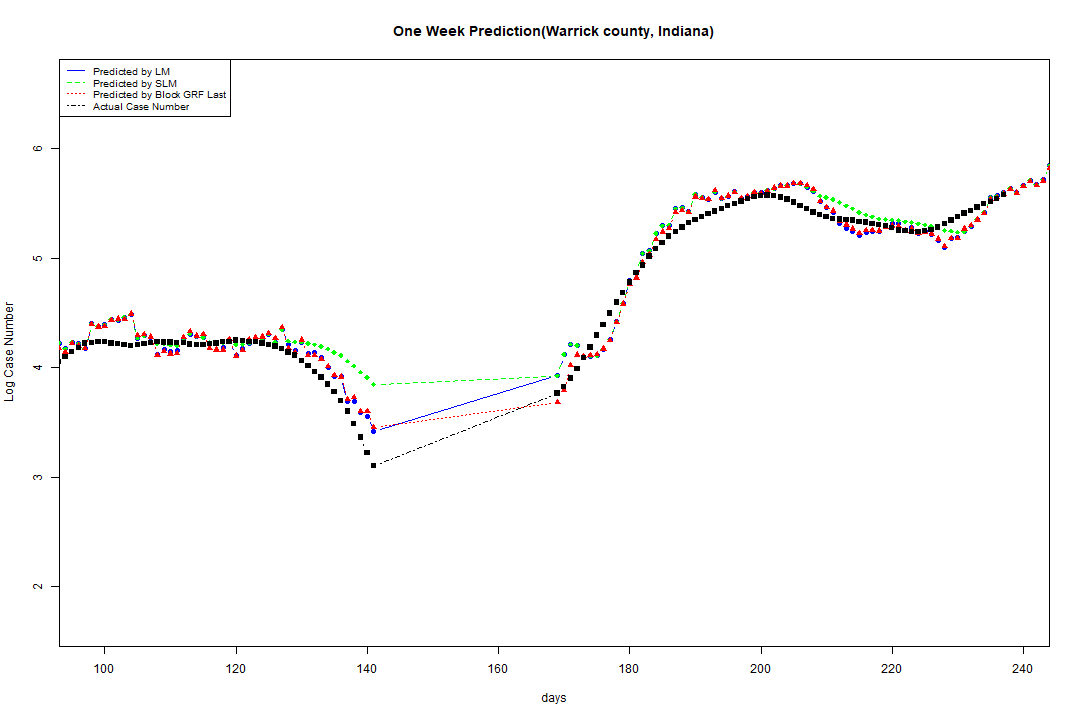 One Week Prediction(Warrick county, Indiana)
Predicted by LM
Predicted by SLM
Predicted by Block GRF Last
Actual Case Number
Log Case Number
6
5
4
3
2
100 120 140 160 180 200 220 240
days